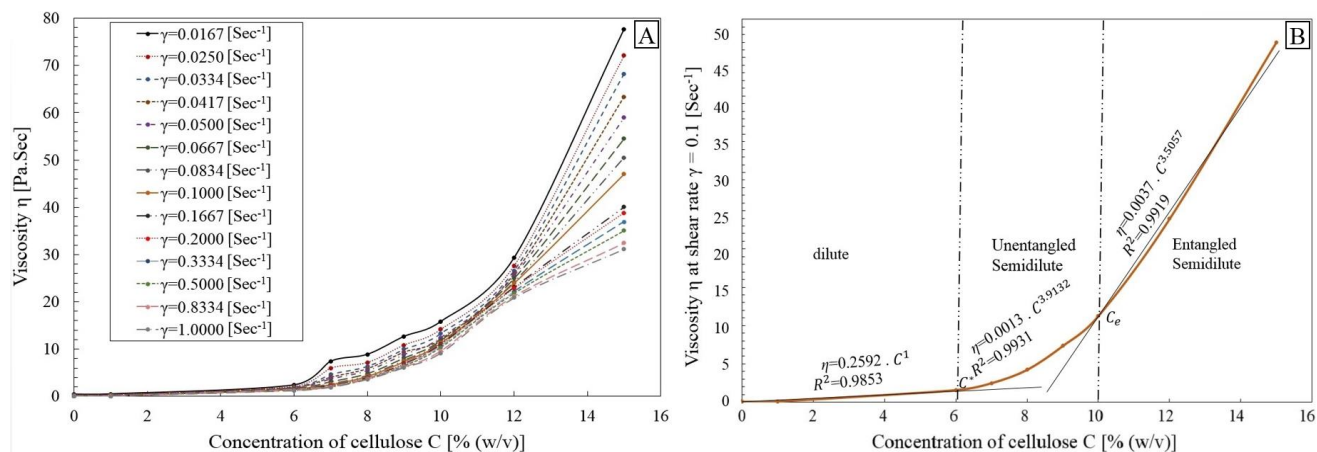 A
Viscosity η [Pa.Sec]
80
70
60
50
40
30
20
10
0
γ=0.0167 [Sec⁻¹]
γ=0.0250 [Sec⁻¹]
γ=0.0334 [Sec⁻¹]
γ=0.0417 [Sec⁻¹]
γ=0.0500 [Sec⁻¹]
γ=0.0667 [Sec⁻¹]
γ=0.0834 [Sec⁻¹]
γ=0.1000 [Sec⁻¹]
γ=0.1667 [Sec⁻¹]
γ=0.2000 [Sec⁻¹]
γ=0.3334 [Sec⁻¹]
γ=0.5000 [Sec⁻¹]
γ=0.8334 [Sec⁻¹]
γ=1.0000 [Sec⁻¹]
0 2 4 6 8 10 12 14 16
Concentration of cellulose C [% (w/v)]
B
Viscosity η at shear rate γ = 0.1 [Sec⁻¹]
50
45
40
35
30
25
20
15
10
5
0
dilute
Unentangled
Semidilute
Entangled
Semidilute
η=0.2592 . C¹
R²=0.9853
η=0.0013 . C³·⁹¹³²
R²=0.9931
η=0.0037 . C³·⁵⁰⁵⁷
R²=0.9919
C*
Cₑ
0 2 4 6 8 10 12 14 16
Concentration of cellulose C [% (w/v)]